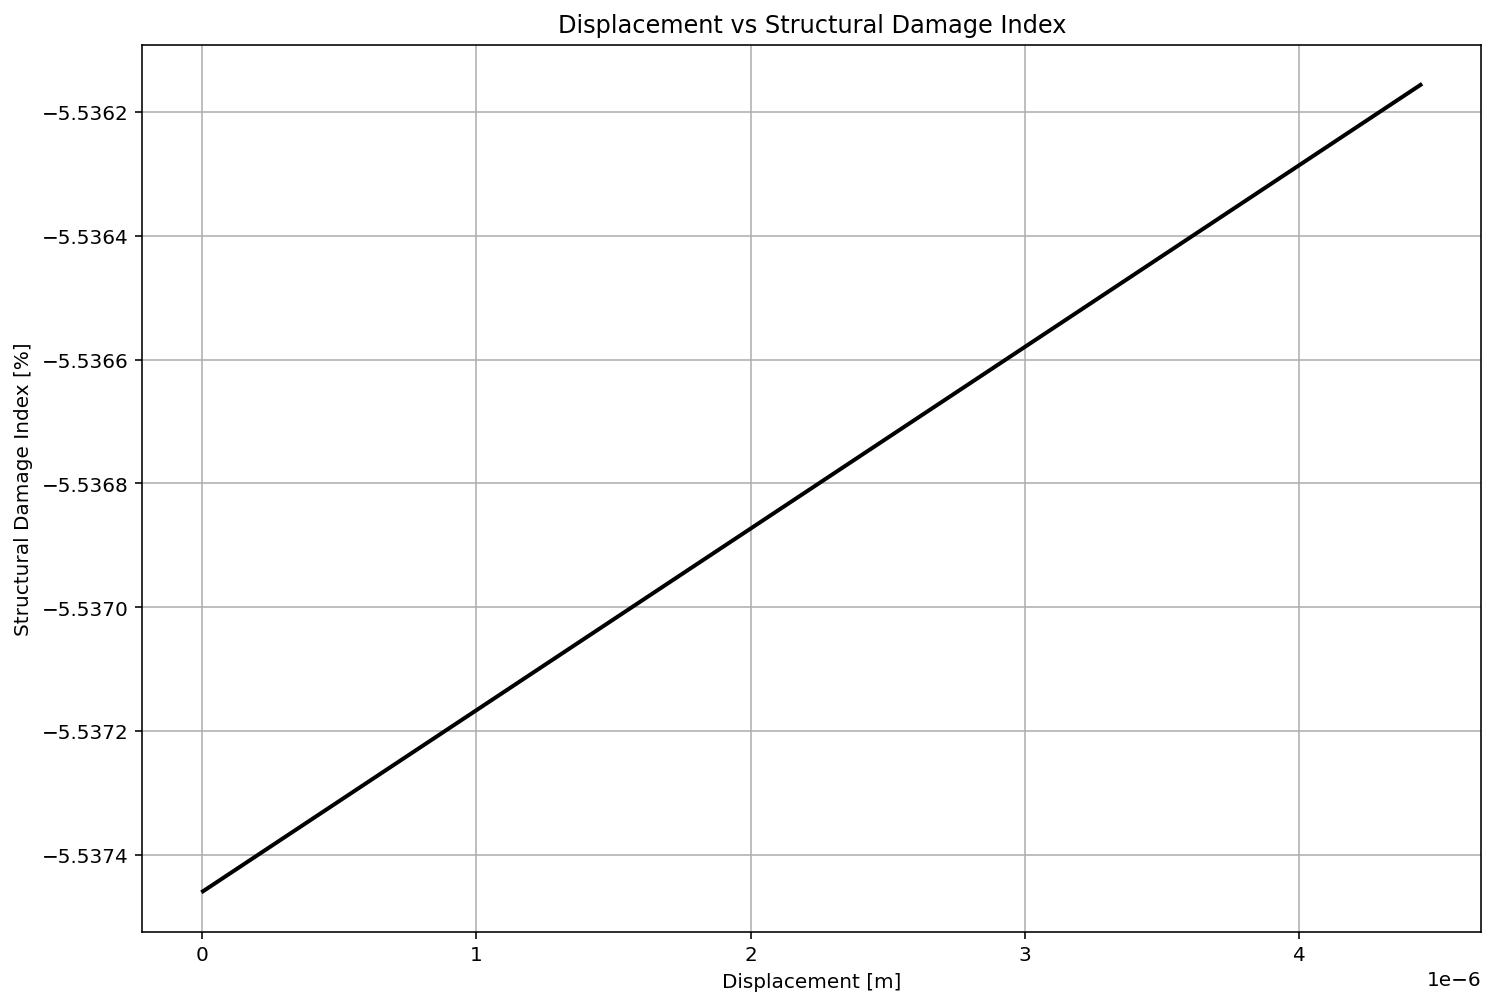 Displacement vs Structural Damage Index
Structural Damage Index [%]
−5.5362
−5.5364
−5.5366
−5.5368
−5.5370
−5.5372
−5.5374
0 1 2 3 4
1e−6
Displacement [m]